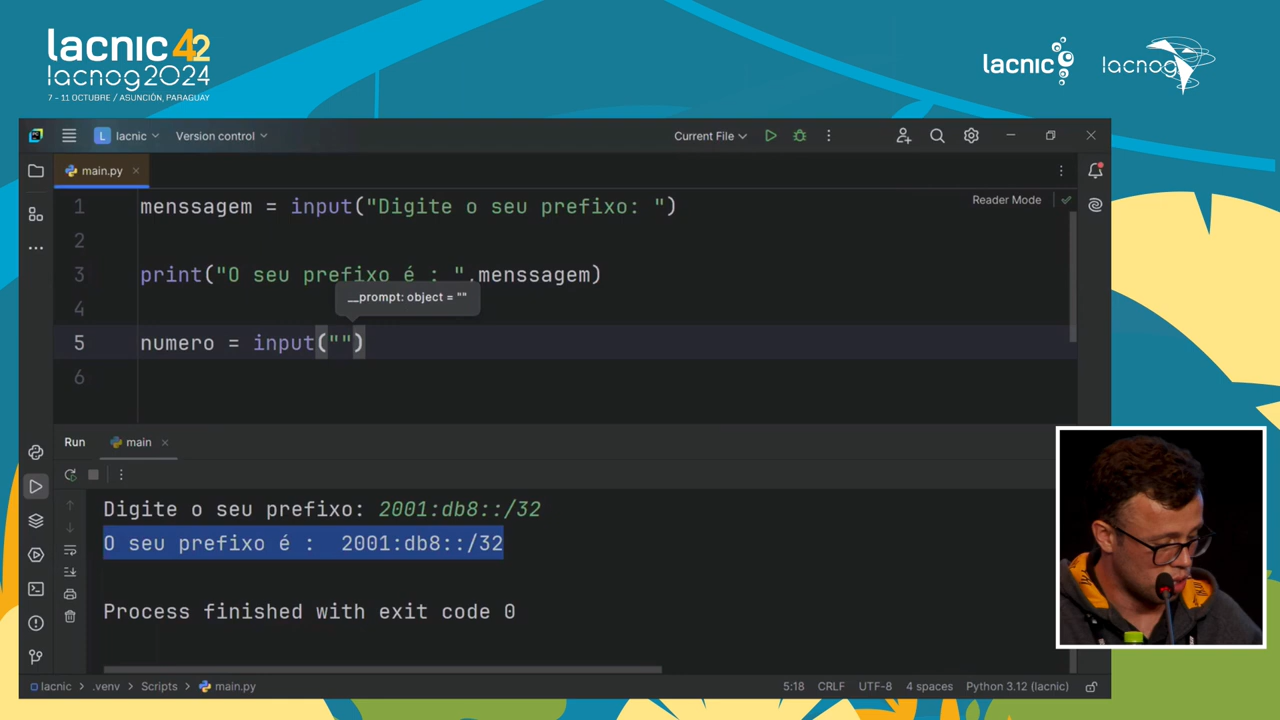 lacnic 42
lacnog2024
7 - 11 OCTUBRE / ASUNCIÓN, PARAGUAY
lacnic
lacnog
L lacnic
Version control
Current File
main.py
Reader Mode
1 menssagem = input("Digite o seu prefixo: ")
2
3 print("O seu prefixo é : ",menssagem)
__prompt: object = ""
4
5 numero = input("")
6
Run
main
Digite o seu prefixo: 2001:db8::/32
O seu prefixo é :  2001:db8::/32
Process finished with exit code 0
lacnic > .venv > Scripts > main.py
5:18 CRLF UTF-8 4 spaces Python 3.12 (lacnic)